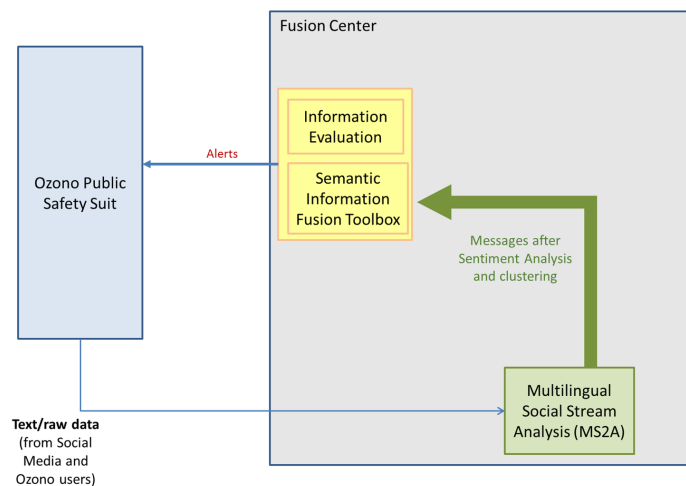 Fusion Center
Information
Evaluation
Alerts
Ozono Public
Safety Suit
Semantic
Information
Fusion Toolbox
Messages after
Sentiment Analysis
and clustering
Multilingual
Social Stream
Analysis (MS2A)
Text/raw data
(from Social
Media and
Ozono users)